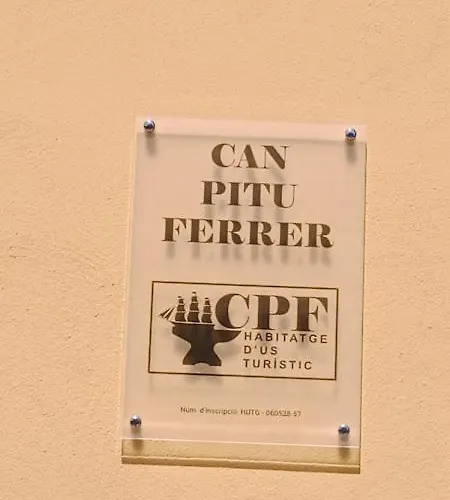 CAN
PITU
FERRER
CPF
HABITATGE
D'ÚS
TURÍSTIC
Núm. d'inscripció: HUTG - 060528-57